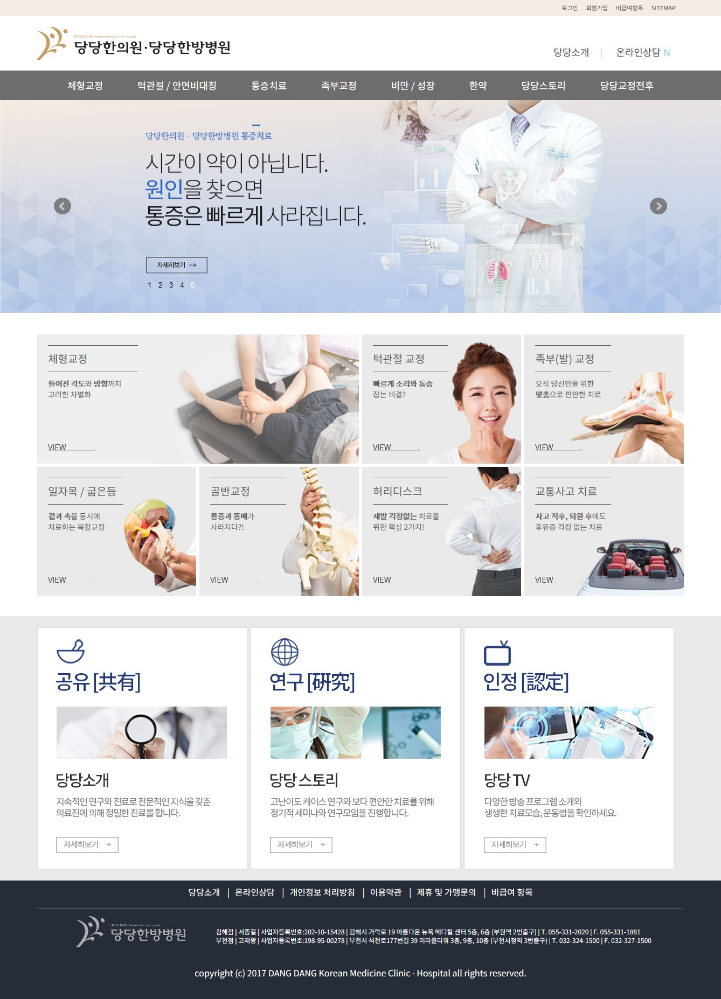 로그인 회원가입 비급여항목 SITEMAP
DANG DANG Korean Medicine Clinic. Hospital
당당한의원·당당한방병원
당당소개 | 온라인상담 N
체형교정 턱관절 / 안면비대칭 통증치료 족부교정 비만 / 성장 한약 당당스토리 당당교정전후
당당한의원 · 당당한방병원 통증치료
시간이 약이 아닙니다.
원인을 찾으면
통증은 빠르게 사라집니다.
자세히보기 →
1 2 3 4 5
체형교정
틀어진 각도와 방향까지
고려한 차별화
VIEW
턱관절 교정
빠르게 소리와 통증
잡는 비결?
VIEW
족부(발) 교정
오직 당신만을 위한
맞춤으로 편안한 치료
VIEW
일자목 / 굽은등
겉과 속을 동시에
치료하는 복합교정
VIEW
골반교정
통증과 똥배가
사라지다?!
VIEW
허리디스크
재발 걱정없는 치료를
위한 핵심 2가지!
VIEW
교통사고 치료
사고 직후, 퇴원 후에도
후유증 걱정 없는 치료
VIEW
공유 [共有]
당당소개
지속적인 연구와 진료로 전문적인 지식을 갖춘
의료진에 의해 정밀한 진료를 합니다.
자세히보기 +
연구 [硏究]
당당 스토리
고난이도 케이스 연구와 보다 편안한 치료를 위해
정기적 세미나와 연구모임을 진행합니다.
자세히보기 +
인정 [認定]
Rx
당당 TV
다양한 방송 프로그램 소개와
생생한 치료모습, 운동법을 확인하세요.
자세히보기 +
당당소개 | 온라인상담 | 개인정보 처리방침 | 이용약관 | 제휴 및 가맹문의 | 비급여 항목
DANG DANG Korean Medicine Hospital
당당한방병원
김해점 | 서종길 | 사업자등록번호:202-10-15428 | 김해시 가락로 19 아름다운 뉴욕 메디컬 센터 5층, 6층 (부원역 2번출구) | T. 055-331-2020 | F. 055-331-1881
부천점 | 고재왕 | 사업자등록번호:198-95-00278 | 부천시 석천로177번길 39 미라클타워 3층, 9층, 10층 (부천시청역 3번출구) | T. 032-324-1500 | F. 032-327-1500
copyright (c) 2017 DANG DANG Korean Medicine Clinic · Hospital all rights reserved.